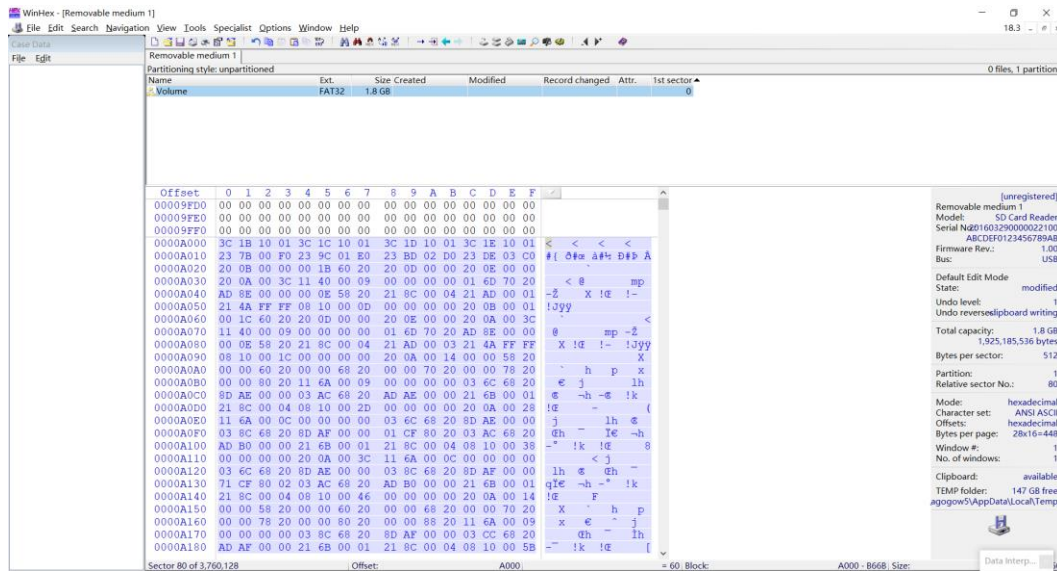 WinHex - [Removable medium 1]
File Edit Search Navigation View Tools Specialist Options Window Help
18.3
Case Data
File Edit
Removable medium 1
Partitioning style: unpartitioned
0 files, 1 partition
Name Ext. Size Created Modified Record changed Attr. 1st sector
Volume FAT32 1.8 GB 0
Offset 0 1 2 3 4 5 6 7 8 9 A B C D E F
00009FD0 00 00 00 00 00 00 00 00 00 00 00 00 00 00 00 00
00009FE0 00 00 00 00 00 00 00 00 00 00 00 00 00 00 00 00
00009FF0 00 00 00 00 00 00 00 00 00 00 00 00 00 00 00 00
0000A000 3C 1B 10 01 3C 1C 10 01 3C 1D 10 01 3C 1E 10 01 < < < <
0000A010 23 7B 00 F0 23 9C 01 E0 23 BD 02 D0 23 DE 03 C0
0000A020 20 0B 00 00 00 1B 60 20 20 0D 00 00 20 0E 00 00
0000A030 20 0A 00 3C 11 40 00 09 00 00 00 01 6D 70 20 < @ mp
0000A040 AD 8E 00 00 00 0E 58 20 21 8C 00 04 21 AD 00 01 -Ž X !Œ !-
0000A050 21 4A FF FF 08 10 00 0D 00 00 00 00 20 0B 00 01 !Jÿÿ
0000A060 00 1C 60 20 20 0D 00 00 20 0E 00 00 20 0A 00 3C ` <
0000A070 11 40 00 09 00 00 00 01 6D 70 20 AD 8E 00 00 @ mp -Ž
0000A080 00 0E 58 20 21 8C 00 04 21 AD 00 03 21 4A FF FF X !Œ !- !Jÿÿ
0000A090 08 10 00 1C 00 00 00 00 20 0A 00 14 00 00 58 20 X
0000A0A0 00 00 60 20 00 00 68 20 00 00 70 20 00 00 78 20 ` h p x
0000A0B0 00 00 80 20 11 6A 00 09 00 00 00 00 03 6C 68 20 € j lh
0000A0C0 8D AE 00 00 03 AC 68 20 AD AE 00 00 21 6B 00 01 ® ¬h -® !k
0000A0D0 21 8C 00 04 08 10 00 2D 00 00 00 00 20 0A 00 28 !Œ - (
0000A0E0 11 6A 00 0C 00 00 00 00 03 6C 68 20 8D AE 00 00 j lh ®
0000A0F0 03 8C 68 20 8D AF 00 00 01 CF 80 20 03 AC 68 20 Œh ¯ Ï€ ¬h
0000A100 AD B0 00 00 21 6B 00 01 21 8C 00 04 08 10 00 38 -° !k !Œ 8
0000A110 00 00 00 00 20 0A 00 3C 11 6A 00 0C 00 00 00 00 < j
0000A120 03 6C 68 20 8D AE 00 00 03 8C 68 20 8D AF 00 00 lh ® Œh ¯
0000A130 71 CF 80 02 03 AC 68 20 AD B0 00 00 21 6B 00 01 qÏ€ ¬h -° !k
0000A140 21 8C 00 04 08 10 00 46 00 00 00 00 20 0A 00 14 !Œ F
0000A150 00 00 58 20 00 00 60 20 00 00 68 20 00 00 70 20 X ` h p
0000A160 00 00 78 20 00 00 80 20 00 00 88 20 11 6A 00 09 x € ˆ j
0000A170 00 00 00 00 03 8C 68 20 8D AF 00 00 03 CC 68 20 Œh ¯ Ìh
0000A180 AD AF 00 00 21 6B 00 01 21 8C 00 04 08 10 00 5B -¯ !k !Œ [
[unregistered]
Removable medium 1
Model: SD Card Reader
ABCDEF0123456789AB
Firmware Rev.: 1.00
Bus: USB
Default Edit Mode
State: modified
Undo level: 1
Undo reverses: clipboard writing
Total capacity: 1.8 GB
1,925,185,536 bytes
Bytes per sector: 512
Partition: 1
Relative sector No.: 80
Mode: hexadecimal
Character set: ANSI ASCII
Offsets: hexadecimal
Bytes per page: 28x16=448
Window #: 1
No. of windows: 1
Clipboard: available
TEMP folder: 147 GB free
agogow5\AppData\Local\Temp
Data Interp...
Sector 80 of 3,760,128 Offset: A000 = 60 Block: A000 - B66B Size: